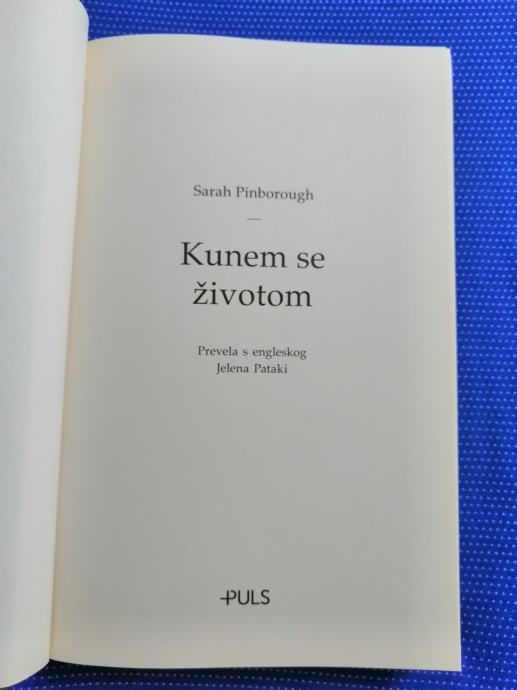 Sarah Pinborough
—
Kunem se
životom
Prevela s engleskog
Jelena Pataki
PULS